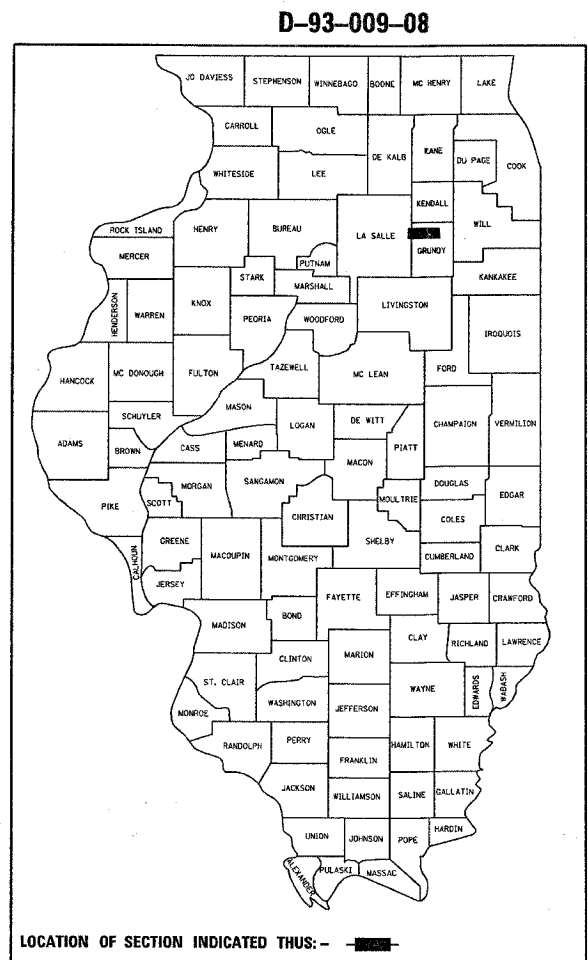 D-93-009-08
JO DAVIESS
STEPHENSON
WINNEBAGO
BOONE
MC HENRY
LAKE
CARROLL
OGLE
DE KALB
KANE
DU PAGE
COOK
WHITESIDE
LEE
KENDALL
WILL
ROCK ISLAND
HENRY
BUREAU
LA SALLE
GRUNDY
MERCER
PUTNAM
STARK
MARSHALL
KANKAKEE
HENDERSON
WARREN
KNOX
PEORIA
WOODFORD
LIVINGSTON
IROQUOIS
HANCOCK
MC DONOUGH
FULTON
TAZEWELL
MC LEAN
FORD
SCHUYLER
MASON
LOGAN
DE WITT
CHAMPAIGN
VERMILION
ADAMS
BROWN
CASS
MENARD
MACON
PIATT
PIKE
SCOTT
MORGAN
SANGAMON
CHRISTIAN
MOULTRIE
DOUGLAS
EDGAR
COLES
CALHOUN
GREENE
MACOUPIN
MONTGOMERY
SHELBY
CUMBERLAND
CLARK
JERSEY
FAYETTE
EFFINGHAM
JASPER
CRAWFORD
MADISON
BOND
CLAY
RICHLAND
LAWRENCE
CLINTON
MARION
ST. CLAIR
WAYNE
EDWARDS
WABASH
MONROE
WASHINGTON
JEFFERSON
RANDOLPH
PERRY
HAMILTON
WHITE
FRANKLIN
JACKSON
WILLIAMSON
SALINE
GALLATIN
UNION
JOHNSON
POPE
HARDIN
ALEXANDER
PULASKI
MASSAC
LOCATION OF SECTION INDICATED THUS: -